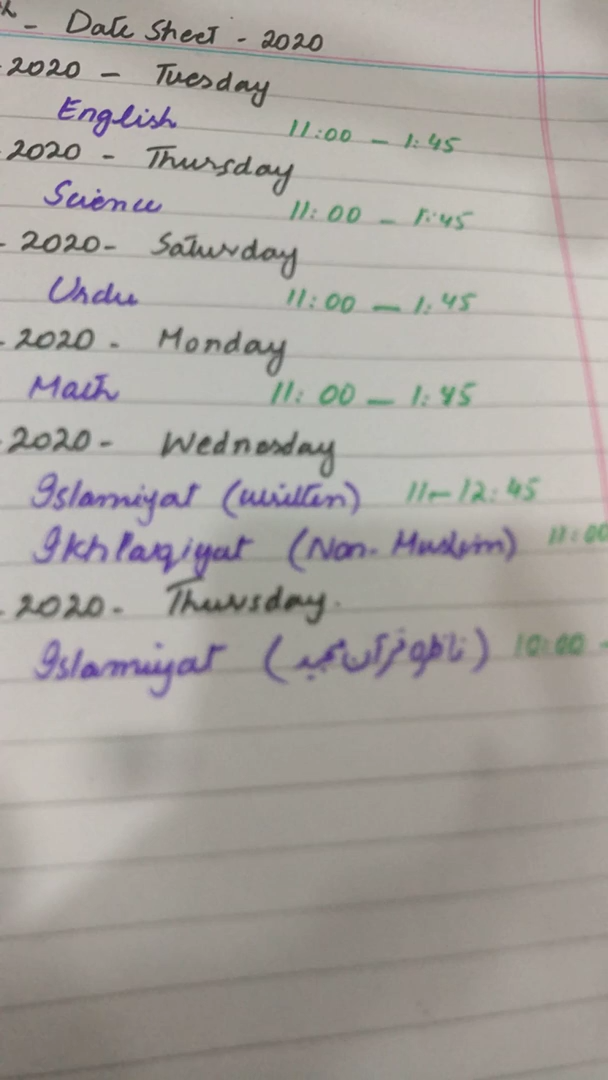 - Date Sheet - 2020
2020 - Tuesday
English 11:00 - 1:45
2020 - Thursday
Science 11:00 - 1:45
- 2020- Saturday
Urdu 11:00 - 1:45
- 2020 - Monday
Math 11:00 - 1:45
2020 - Wednesday
Islamiyat (written) 11-12:45
Ikhlaqiyat (Non-Muslim) 11:00
- 2020- Thursday.
Islamiyat (ناظرہ قرآن مجید) 10:00 -